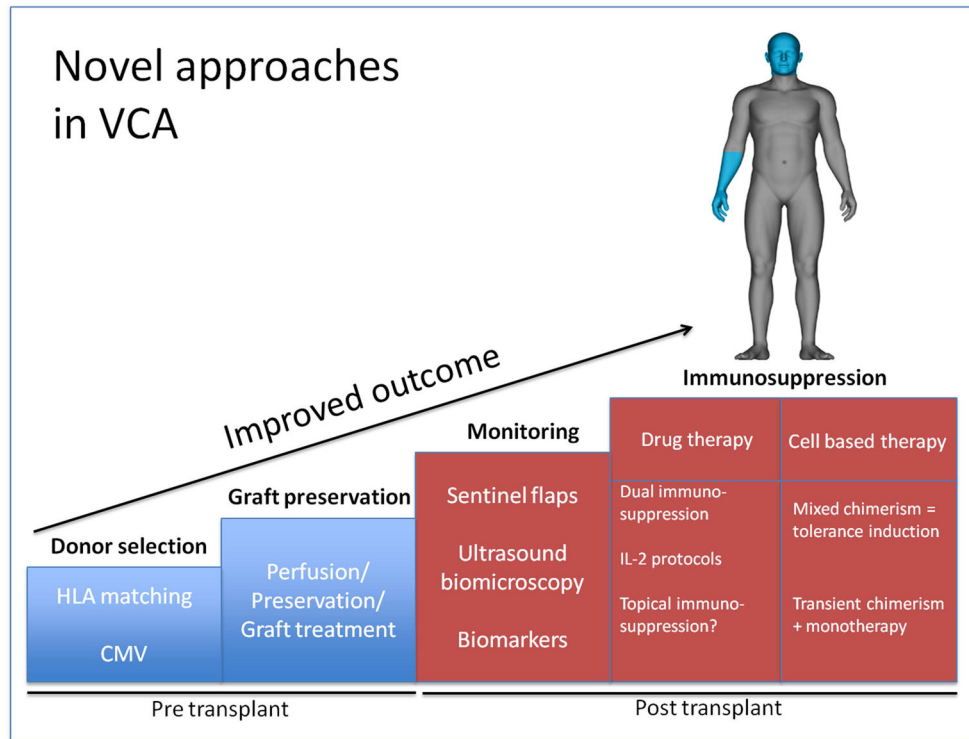 Novel approaches
in VCA
Improved outcome
Donor selection
HLA matching
CMV
Graft preservation
Perfusion/
Preservation/
Graft treatment
Monitoring
Sentinel flaps
Ultrasound
biomicroscopy
Biomarkers
Immunosuppression
Drug therapy
Dual immuno-
suppression
IL-2 protocols
Topical immuno-
suppression?
Cell based therapy
Mixed chimerism =
tolerance induction
Transient chimerism
+ monotherapy
Pre transplant
Post transplant